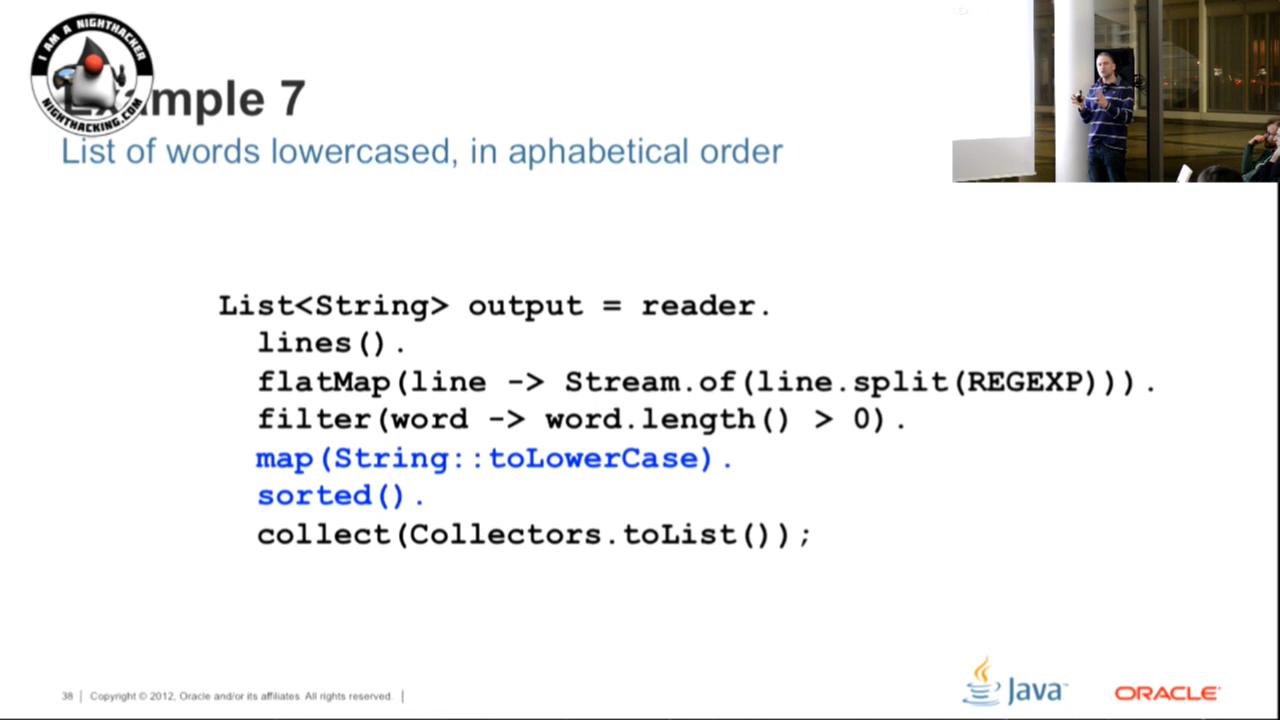 I AM A NIGHTHACKER
NIGHTHACKING.COM
Example 7
List of words lowercased, in aphabetical order
List<String> output = reader.
lines().
flatMap(line -> Stream.of(line.split(REGEXP))).
filter(word -> word.length() > 0).
map(String::toLowerCase).
sorted().
collect(Collectors.toList());
38 | Copyright © 2012, Oracle and/or its affiliates. All rights reserved. |
Java™
ORACLE®